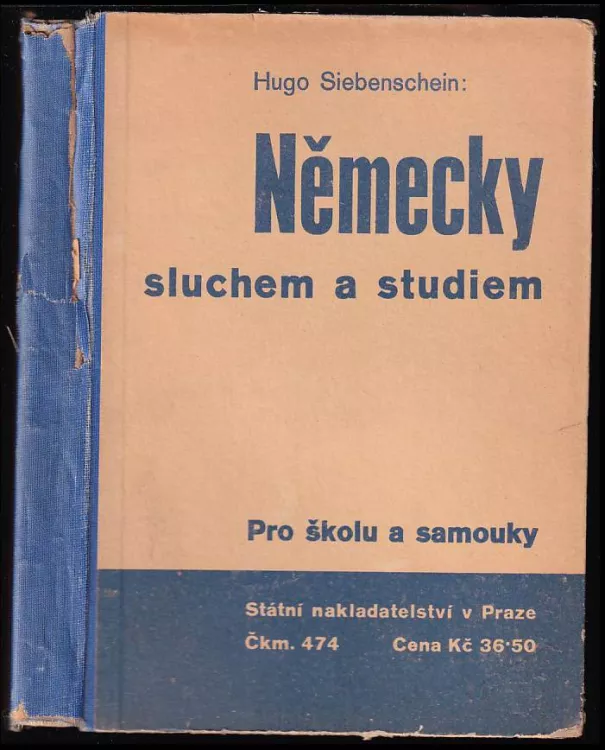 Hugo Siebenschein:
Německy
sluchem a studiem
Pro školu a samouky
Státní nakladatelství v Praze
Čkm. 474 Cena Kč 36·50